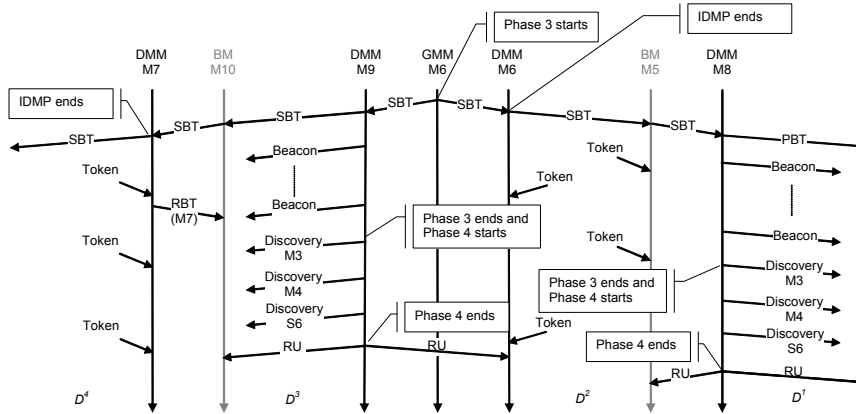 Phase 3 starts
IDMP ends
DMM
M7
BM
M10
DMM
M9
GMM
M6
DMM
M6
BM
M5
DMM
M8
IDMP ends
SBT
SBT
SBT
SBT
SBT
SBT
SBT
PBT
Token
Beacon
Token
Beacon
RBT
(M7)
Token
Beacon
Phase 3 ends and
Phase 4 starts
Beacon
Token
Discovery
M3
Token
Discovery
M3
Discovery
M4
Phase 3 ends and
Phase 4 starts
Discovery
M4
Discovery
S6
Phase 4 ends
Token
Token
Discovery
S6
RU
RU
Phase 4 ends
RU
RU
D4
D3
D2
D1